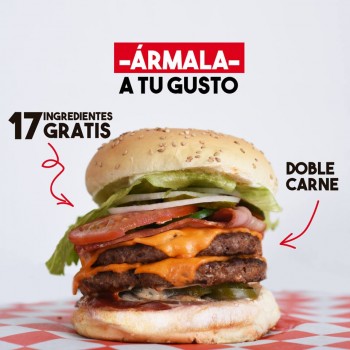 -ÁRMALA-
A TU GUSTO
17 INGREDIENTES
GRATIS
DOBLE
CARNE